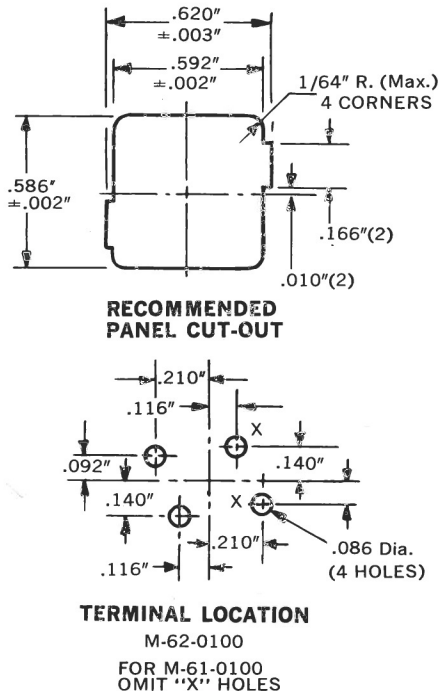 .620"
±.003"
.592"
±.002"
1/64" R. (Max.)
4 CORNERS
.586"
±.002"
.166"(2)
.010"(2)
RECOMMENDED
PANEL CUT-OUT
.210"
.116"
X
.092"
.140"
.140"
X
.210"
.086 Dia.
(4 HOLES)
.116"
TERMINAL LOCATION
M-62-0100
FOR M-61-0100
OMIT "X" HOLES